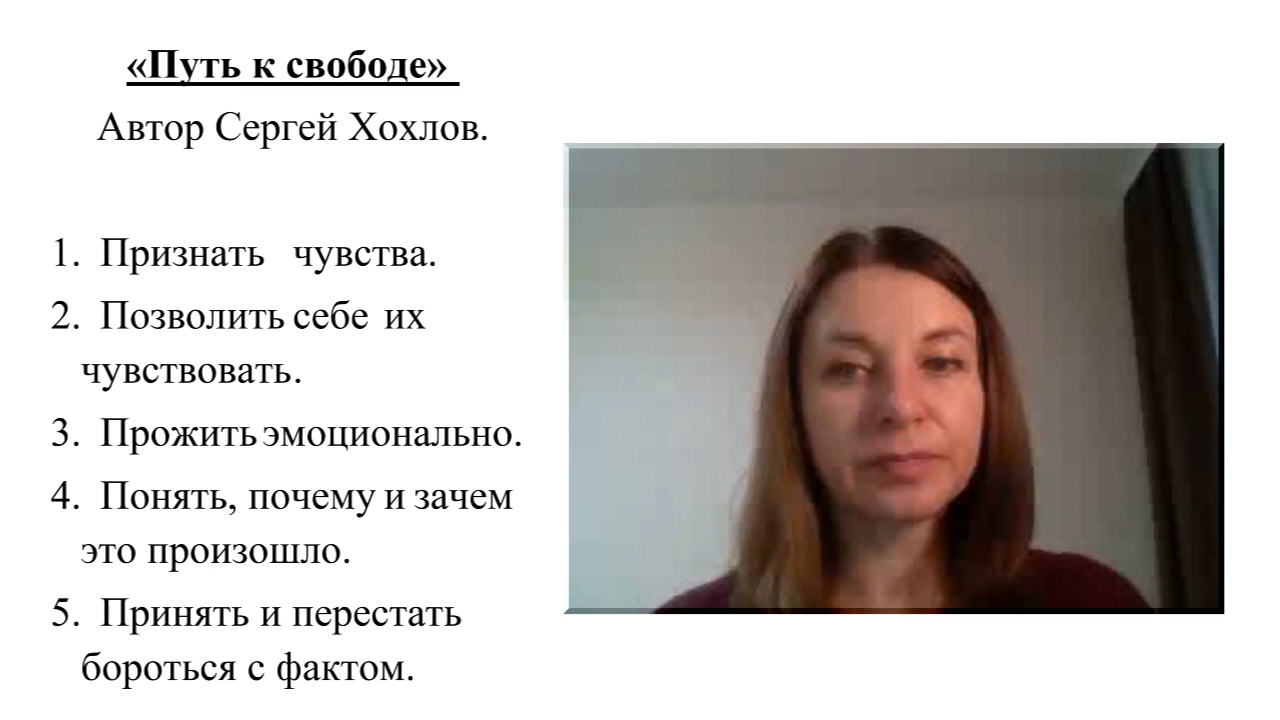 «Путь к свободе»
Автор Сергей Хохлов.
1. Признать чувства.
2. Позволить себе их
чувствовать.
3. Прожить эмоционально.
4. Понять, почему и зачем
это произошло.
5. Принять и перестать
бороться с фактом.